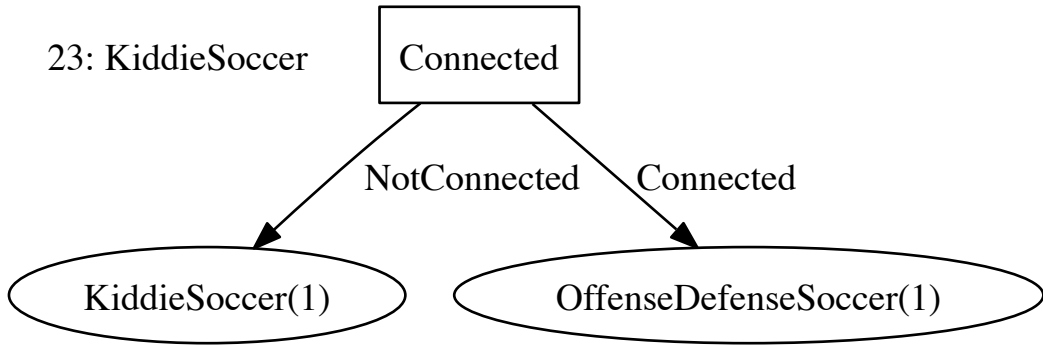 23: KiddieSoccer
Connected
NotConnected
Connected
KiddieSoccer(1)
OffenseDefenseSoccer(1)